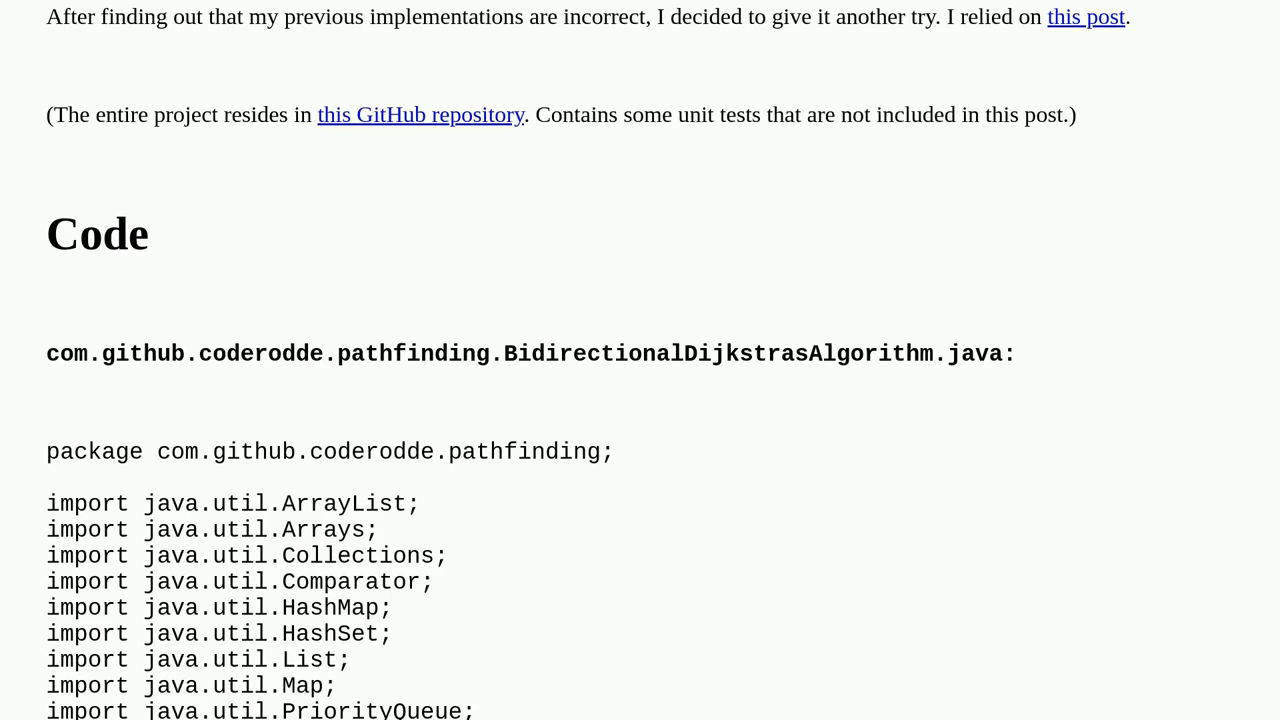 After finding out that my previous implementations are incorrect, I decided to give it another try. I relied on this post.
(The entire project resides in this GitHub repository. Contains some unit tests that are not included in this post.)
Code
com.github.coderodde.pathfinding.BidirectionalDijkstrasAlgorithm.java:
package com.github.coderodde.pathfinding;
import java.util.ArrayList;
import java.util.Arrays;
import java.util.Collections;
import java.util.Comparator;
import java.util.HashMap;
import java.util.HashSet;
import java.util.List;
import java.util.Map;
import java.util.PriorityQueue;